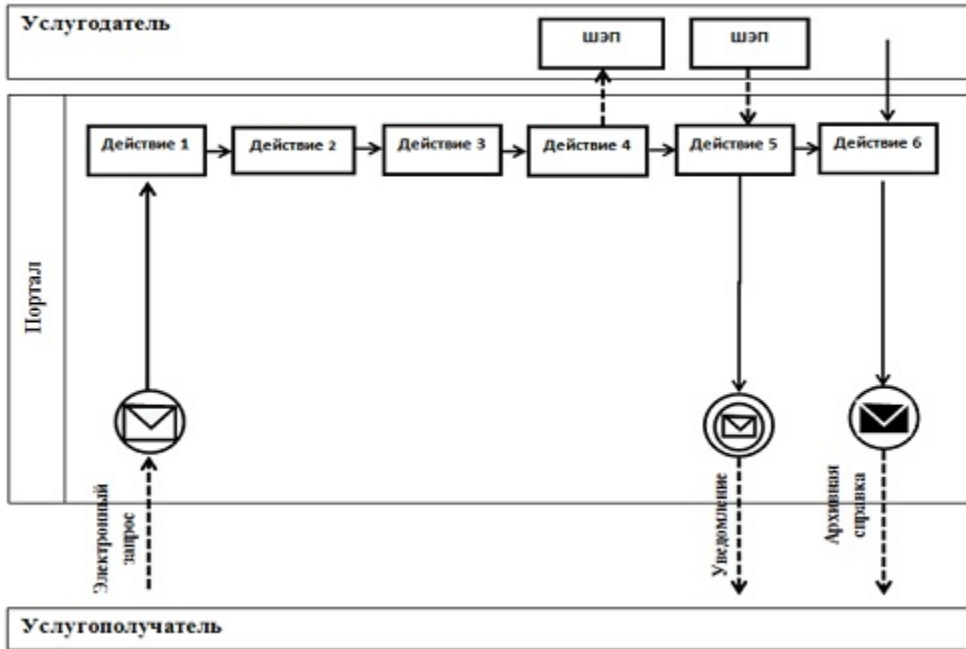 Услугодатель
ШЭП
ШЭП
Портал
Действие 1
Действие 2
Действие 3
Действие 4
Действие 5
Действие 6
Электронный
запрос
Уведомление
Архивная
справка
Услугополучатель